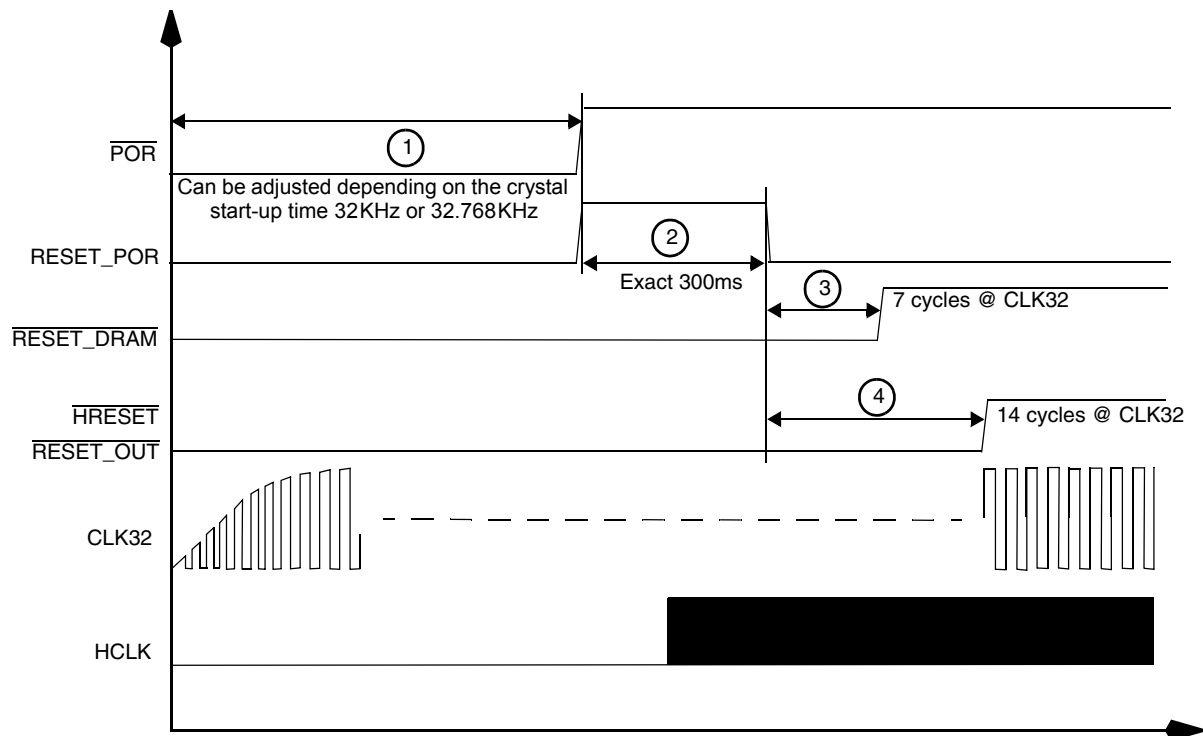 1
POR
Can be adjusted depending on the crystal
start-up time 32KHz or 32.768KHz
2
RESET_POR
Exact 300ms
3
7 cycles @ CLK32
RESET_DRAM
4
HRESET
14 cycles @ CLK32
RESET_OUT
CLK32
HCLK